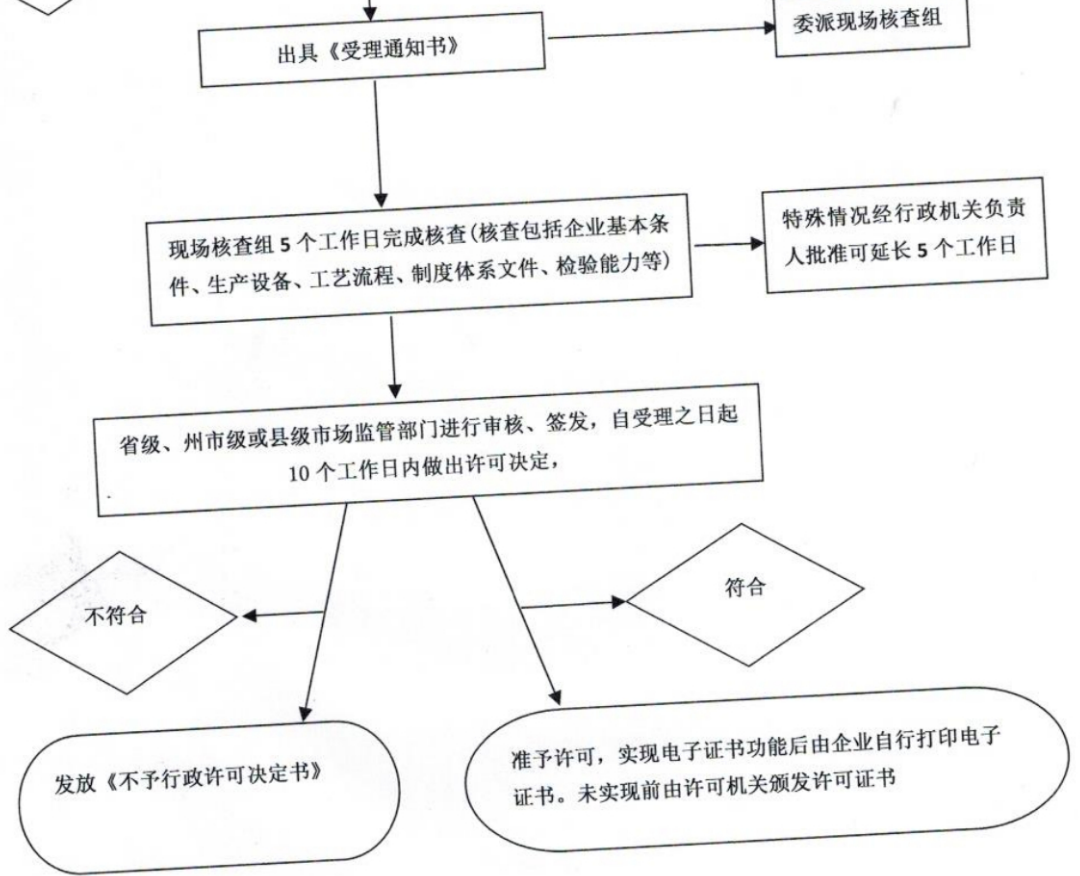 委派现场核查组
出具《受理通知书》
现场核查组 5 个工作日完成核查(核查包括企业基本条
件、生产设备、工艺流程、制度体系文件、检验能力等)
特殊情况经行政机关负责
人批准可延长 5 个工作日
省级、州市级或县级市场监管部门进行审核、签发，自受理之日起
10 个工作日内做出许可决定，
不符合
符合
发放《不予行政许可决定书》
准予许可，实现电子证书功能后由企业自行打印电子
证书。未实现前由许可机关颁发许可证书